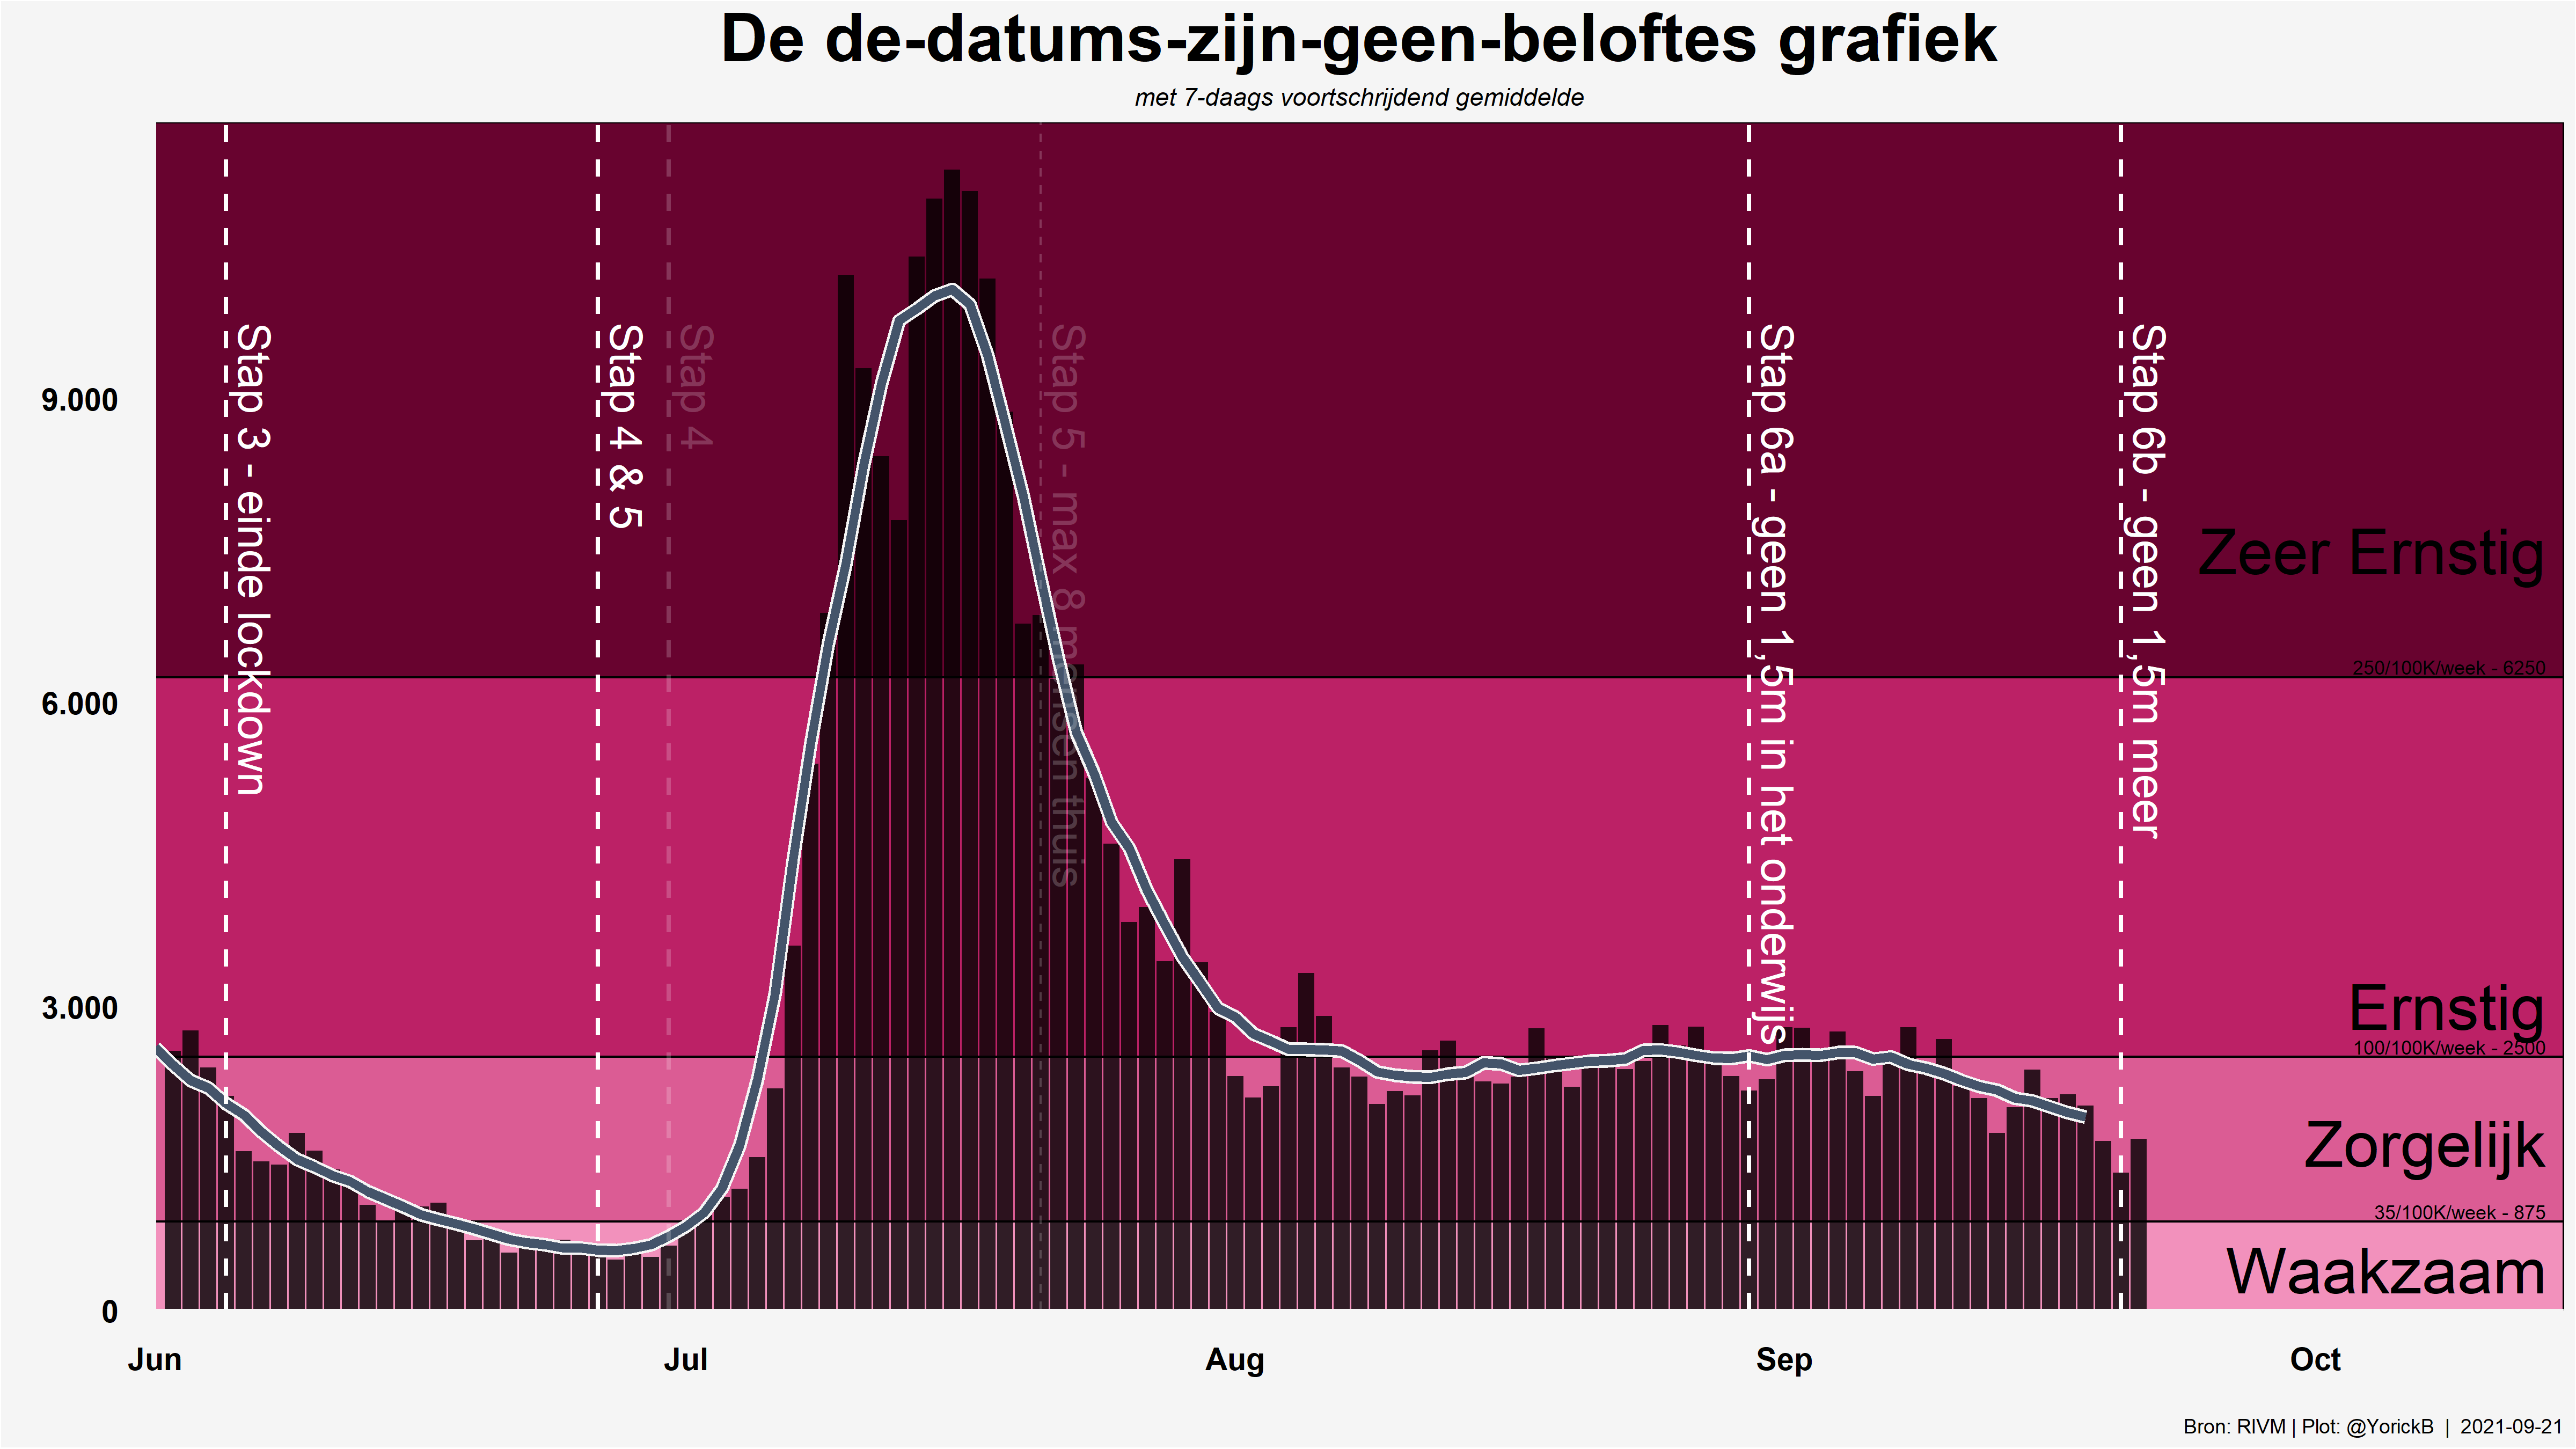 De de-datums-zijn-geen-beloftes grafiek
met 7-daags voortschrijdend gemiddelde
9.000
6.000
3.000
0
Stap 3 - einde lockdown
Stap 4 & 5
Stap 4
Stap 5 - max 8 mensen thuis
Stap 6a - geen 1,5m in het onderwijs
Stap 6b - geen 1,5m meer
Zeer Ernstig
250/100K/week - 6250
Ernstig
100/100K/week - 2500
Zorgelijk
35/100K/week - 875
Waakzaam
Jun
Jul
Aug
Sep
Oct
Bron: RIVM | Plot: @YorickB | 2021-09-21